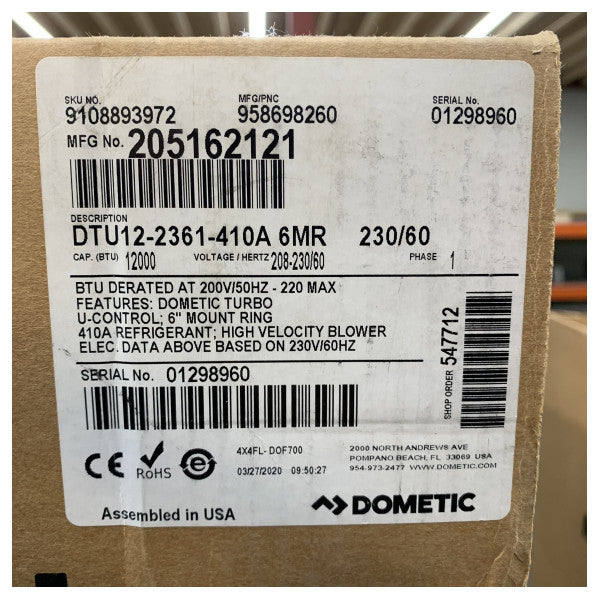 SKU NO. MFG/PNC SERIAL No.
9108893972 958698260 01298960
MFG No. 205162121
DESCRIPTION
DTU12-2361-410A 6MR 230/60
CAP. (BTU) 12000 VOLTAGE / HERTZ 208-230/60 PHASE 1
BTU DERATED AT 200V/50HZ - 220 MAX
FEATURES: DOMETIC TURBO
U-CONTROL; 6" MOUNT RING
410A REFRIGERANT; HIGH VELOCITY BLOWER
ELEC. DATA ABOVE BASED ON 230V/60HZ
SHOP ORDER 547712
SERIAL No. 01298960
CE RoHS e
4X4FL- DOF700
03/27/2020 09:50:27
2000 NORTH ANDREWS AVE
POMPANO BEACH, FL 33069 USA
954-973-2477 WWW.DOMETIC.COM
Assembled in USA
DOMETIC